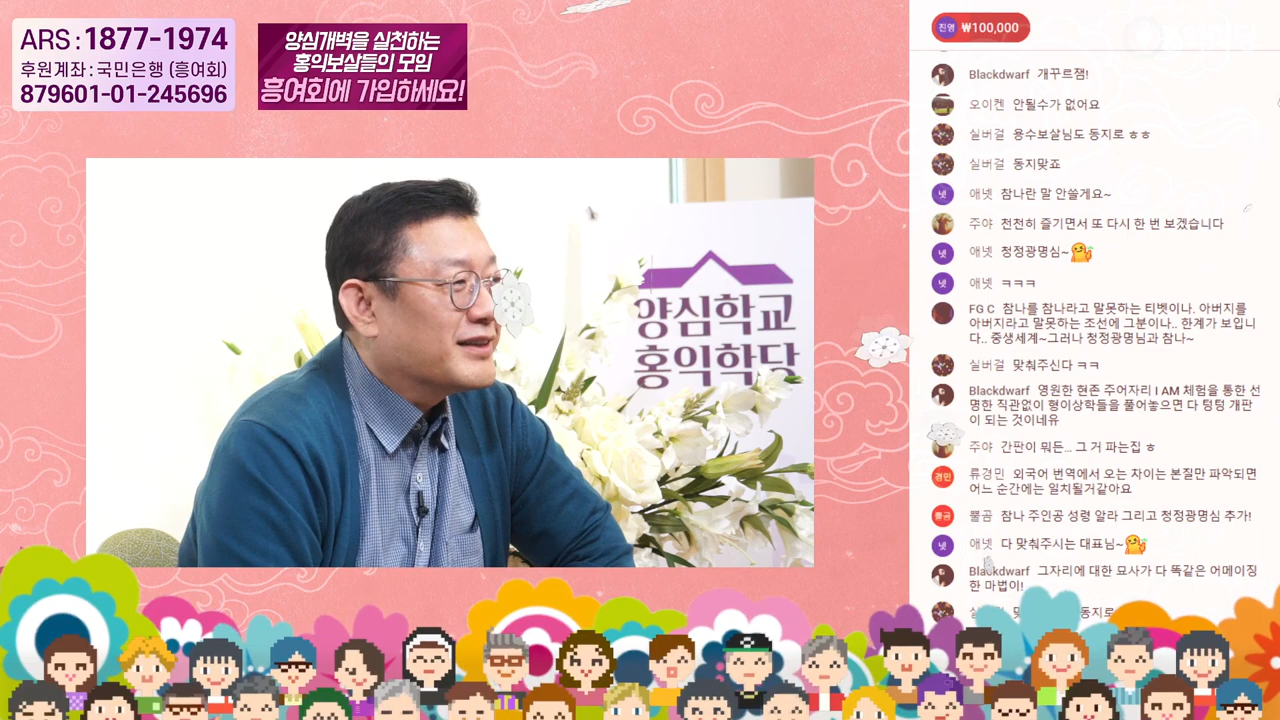 ARS : 1877-1974
후원계좌 : 국민은행 (흥여회)
879601-01-245696
양심개벽을 실천하는
홍익보살들의 모임
흥여회에 가입하세요!
양심학교
홍익학당
진영 ₩100,000
Blackdwarf 개꾸르잼!
오이켄 안될수가 없어요
실버걸 용수보살님도 동지로 ㅎㅎ
실버걸 동지맞죠
넷 애넷 참나란 말 안쓸게요~
주야 천천히 즐기면서 또 다시 한 번 보겠습니다
넷 애넷 청정광명심~
넷 애넷 ㅋㅋㅋ
FG C 참나를 참나라고 말못하는 티벳이나. 아버지를
아버지라고 말못하는 조선에 그분이나.. 한계가 보입니
다.. 중생세계~그러나 청정광명님과 참나~
실버걸 맞춰주신다 ㅋㅋ
Blackdwarf 영원한 현존 주어자리 I AM 체험을 통한 선
명한 직관없이 형이상학들을 풀어놓으면 다 텅텅 개판
이 되는 것이네유
주야 간판이 뭐든... 그 거 파는집 ㅎ
경민 류경민 외국어 번역에서 오는 차이는 본질만 파악되면
어느 순간에는 일치될거같아요
뿔곰 뿔곰 참나 주인공 성령 알라 그리고 청정광명심 추가!
넷 애넷 다 맞춰주시는 대표님~
Blackdwarf 그자리에 대한 묘사가 다 똑같은 어메이징
한 마법이!
동지로